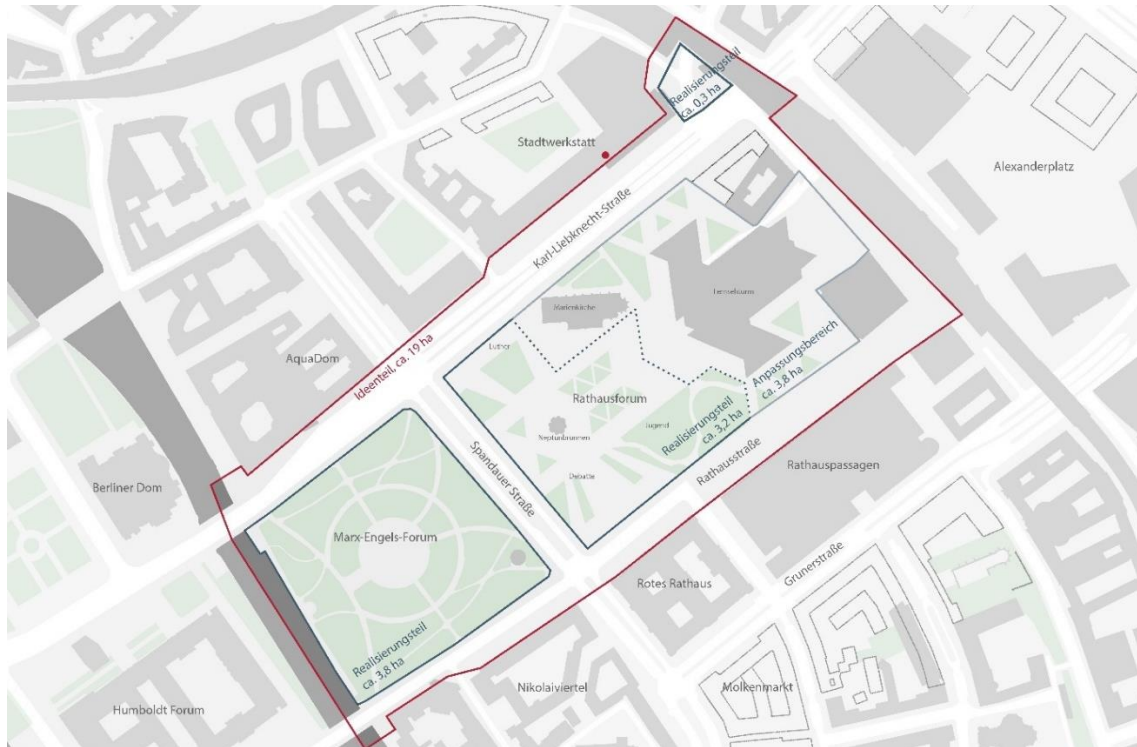 Realisierungsteil
ca. 0,3 ha
Stadtwerkstatt
Alexanderplatz
Karl-Liebknecht-Straße
Fernsehturm
Marienkirche
AquaDom
Ideenteil, ca. 19 ha
Luther
Anpassungsbereich
ca. 3,8 ha
Rathausforum
Realisierungsteil
ca. 3,2 ha
Jugend
Neptunbrunnen
Rathausstraße
Rathauspassagen
Debatte
Spandauer Straße
Berliner Dom
Marx-Engels-Forum
Grunerstraße
Rotes Rathaus
Realisierungsteil
ca. 3,8 ha
Nikolaiviertel
Molkenmarkt
Humboldt Forum